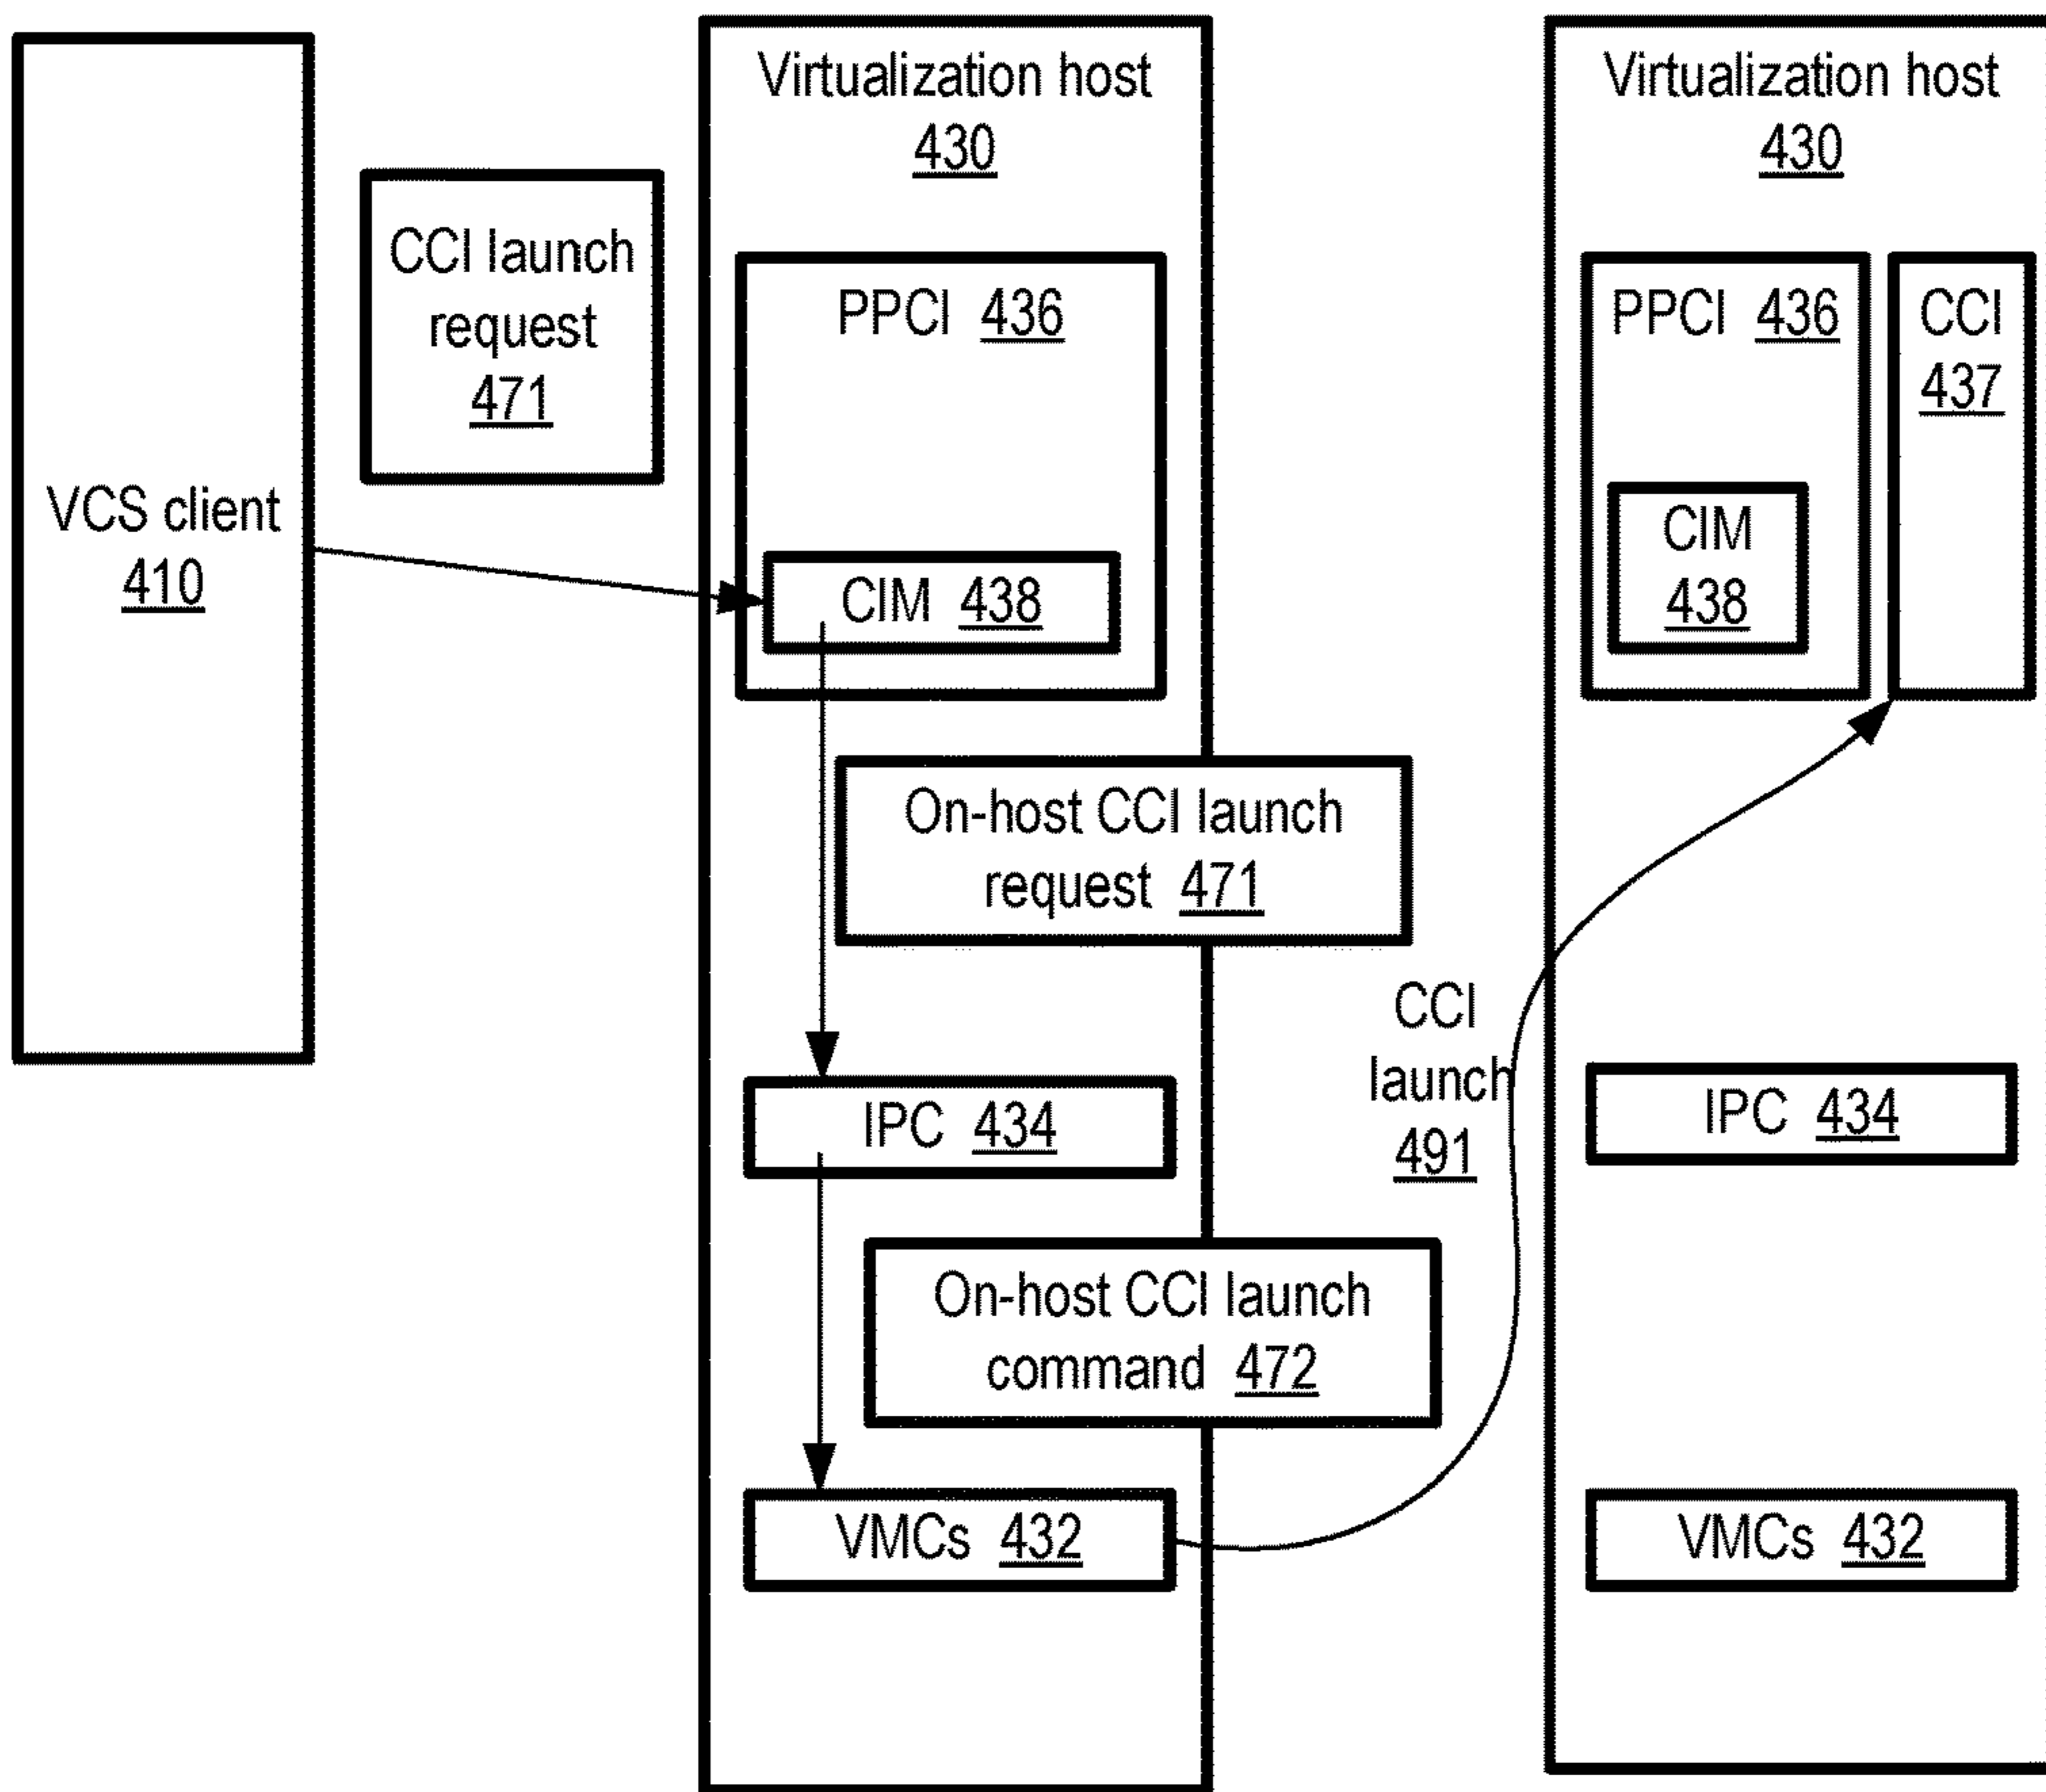 VCS client
410
CCI launch
request
471
Virtualization host
430
PPCI 436
CIM 438
On-host CCI launch
request 471
IPC 434
On-host CCI launch
command 472
VMCs 432
CCI
launch
491
Virtualization host
430
PPCI 436
CIM
438
CCI
437
IPC 434
VMCs 432